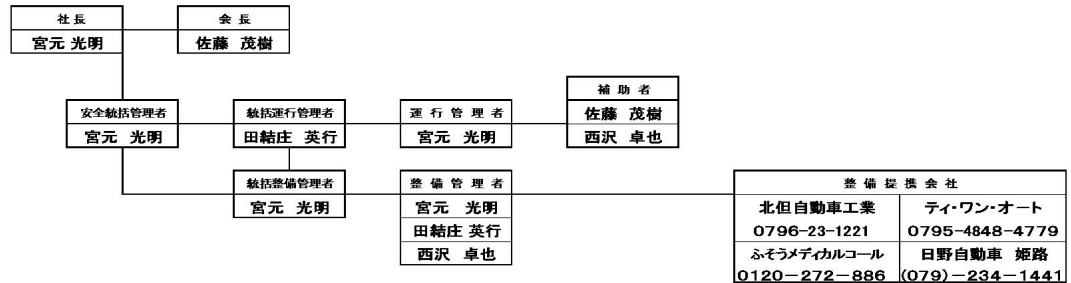 社長
宮元 光明
会長
佐藤 茂樹
安全統括管理者
宮元 光明
統括運行管理者
田結庄 英行
運行管理者
宮元 光明
補助者
佐藤 茂樹
西沢 卓也
統括整備管理者
宮元 光明
整備管理者
宮元 光明
田結庄 英行
西沢 卓也
整備提携会社
北但自動車工業
0796-23-1221
ティ・ワン・オート
0795-4848-4779
ふそうメディカルコール
0120-272-886
日野自動車 姫路
(079)-234-1441